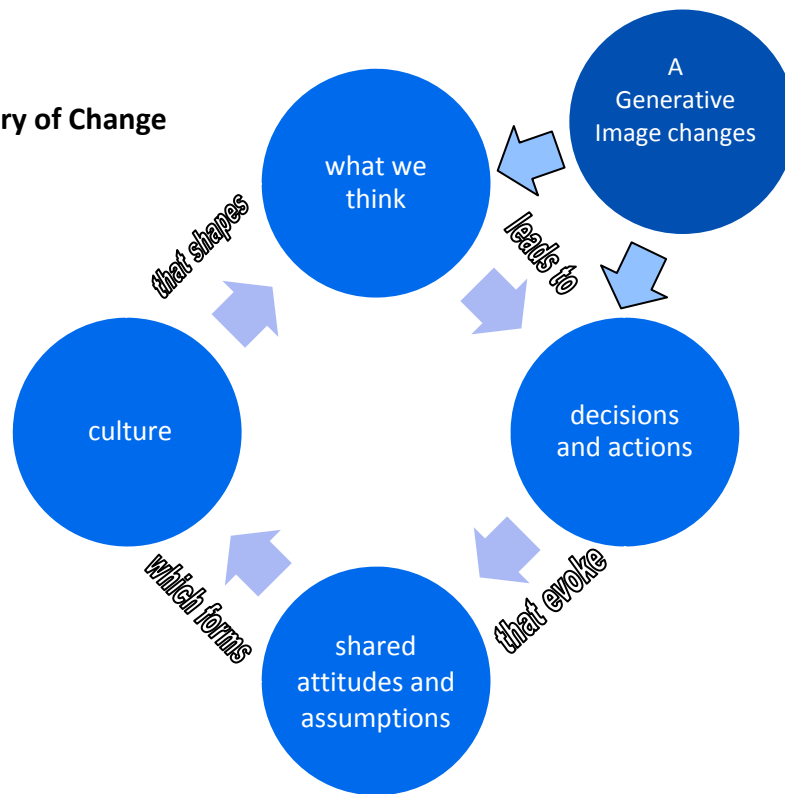 A
Generative
Image changes
ry of Change
what we
think
leads to
decisions
and actions
that evoke
shared
attitudes and
assumptions
which forms
culture
that shapes